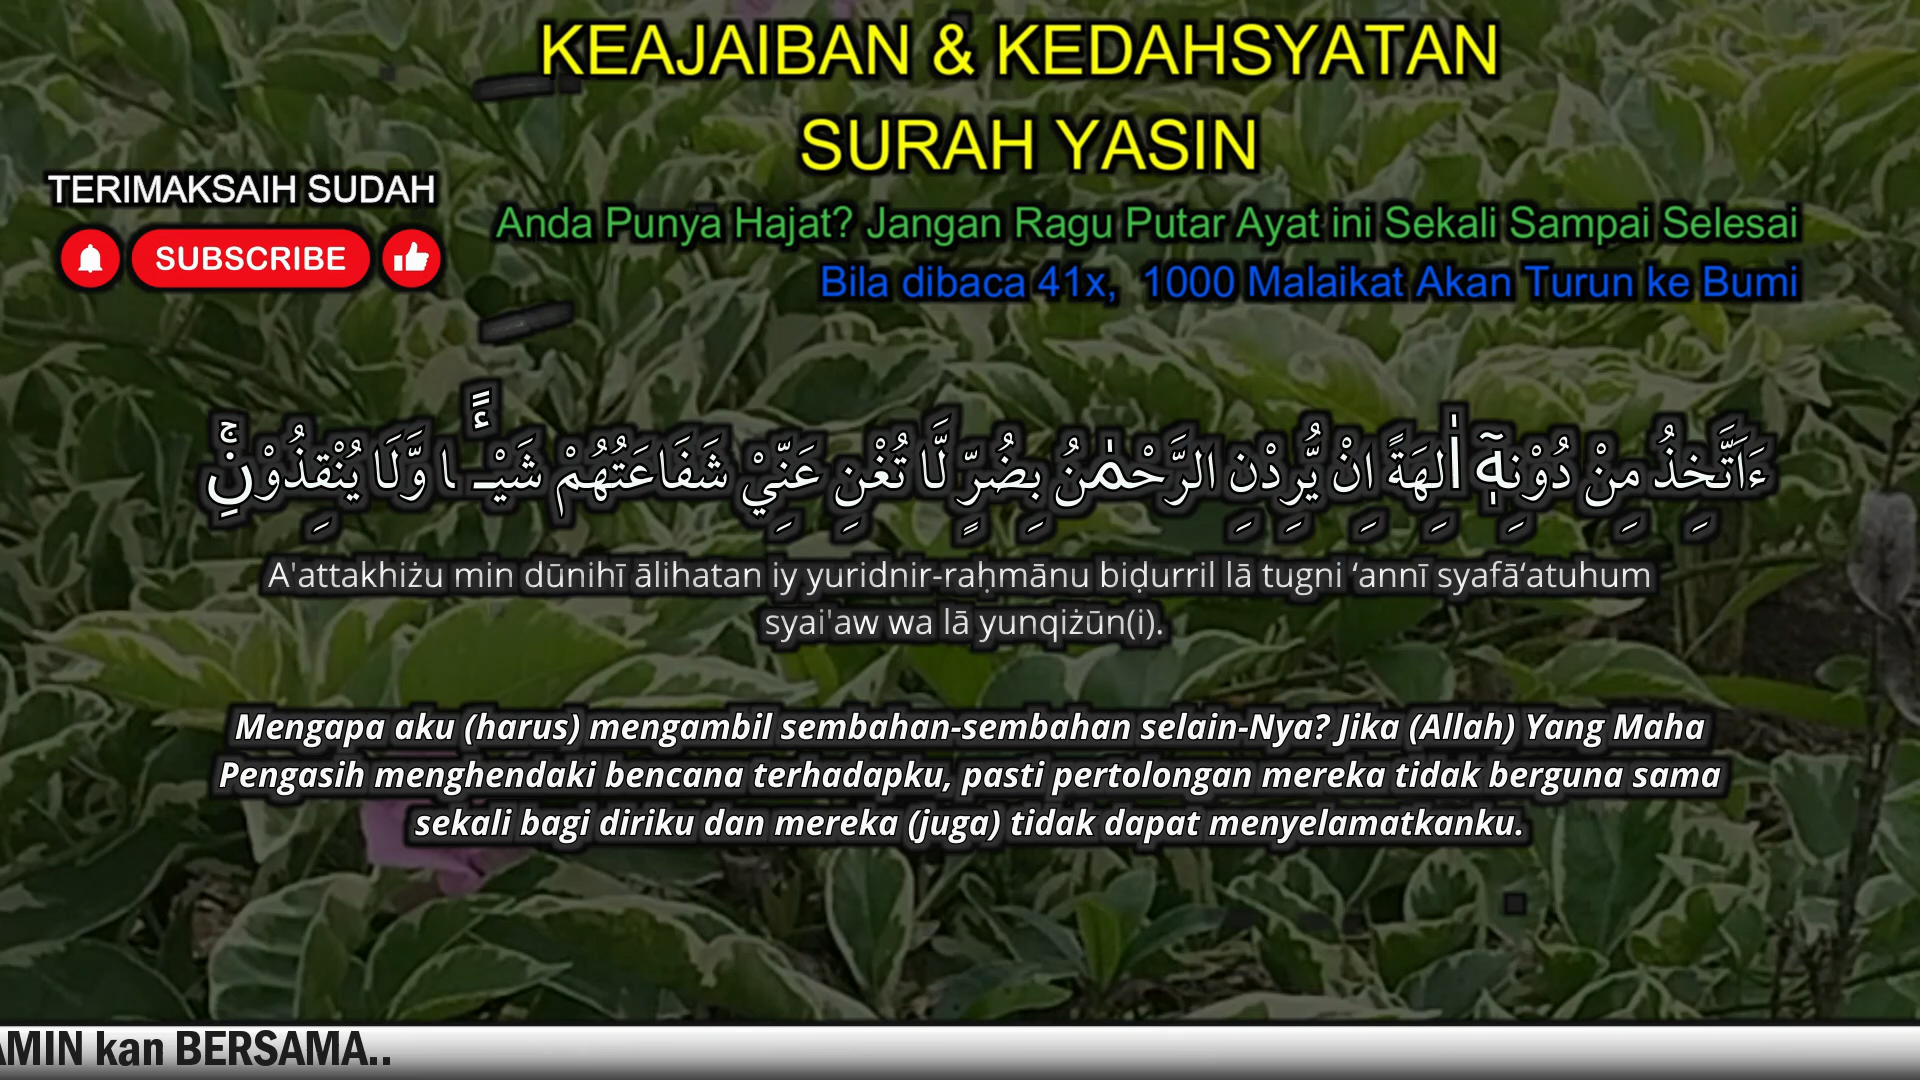 KEAJAIBAN & KEDAHSYATAN
SURAH YASIN
TERIMAKSAIH SUDAH
SUBSCRIBE
Anda Punya Hajat? Jangan Ragu Putar Ayat ini Sekali Sampai Selesai
Bila dibaca 41x, 1000 Malaikat Akan Turun ke Bumi
ءَاَتَّخِذُ مِنْ دُوْنِهٖٓ اٰلِهَةً اِنْ يُّرِدْنِ الرَّحْمٰنُ بِضُرٍّ لَّا تُغْنِ عَنِّيْ شَفَاعَتُهُمْ شَيْـًٔا وَّلَا يُنْقِذُوْنِۚ
A'attakhiżu min dūnihī ālihatan iy yuridnir-raḥmānu biḍurril lā tugni ‘annī syafā‘atuhum
syai'aw wa lā yunqiżūn(i).
Mengapa aku (harus) mengambil sembahan-sembahan selain-Nya? Jika (Allah) Yang Maha
Pengasih menghendaki bencana terhadapku, pasti pertolongan mereka tidak berguna sama
sekali bagi diriku dan mereka (juga) tidak dapat menyelamatkanku.
AMIN kan BERSAMA..